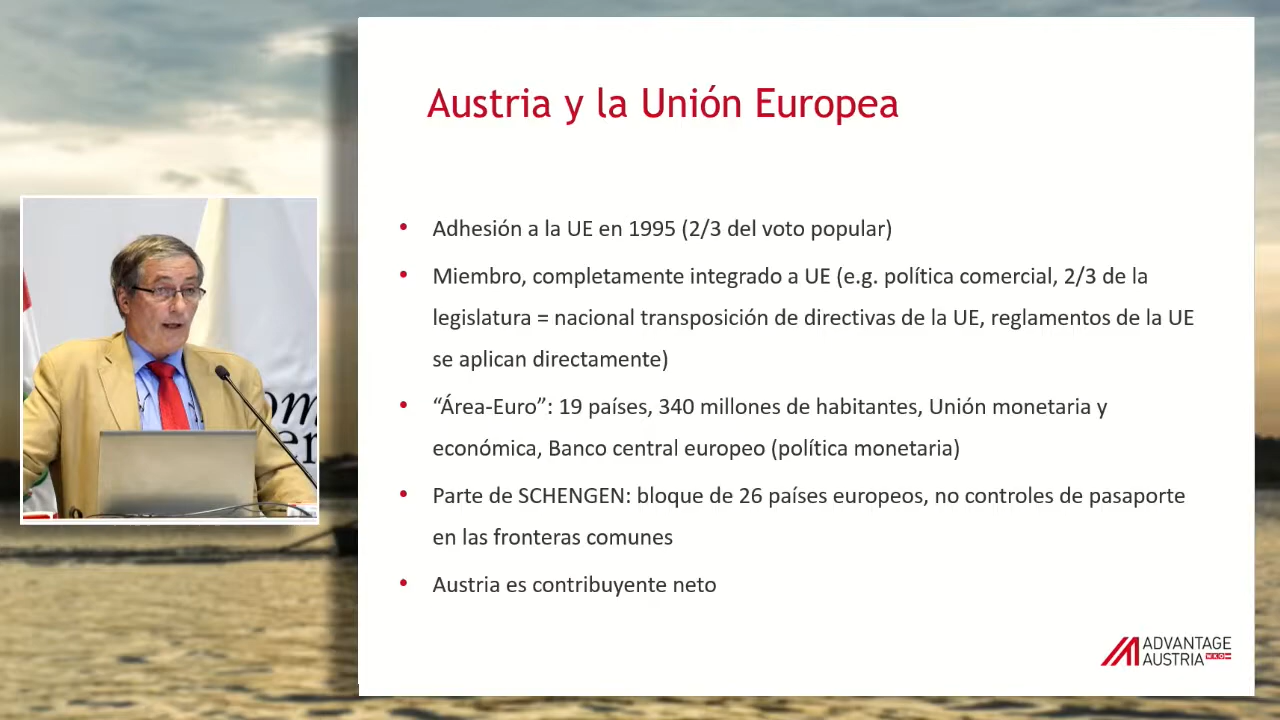 Austria y la Unión Europea
• Adhesión a la UE en 1995 (2/3 del voto popular)
• Miembro, completamente integrado a UE (e.g. política comercial, 2/3 de la
legislatura = nacional transposición de directivas de la UE, reglamentos de la UE
se aplican directamente)
• “Área-Euro”: 19 países, 340 millones de habitantes, Unión monetaria y
económica, Banco central europeo (política monetaria)
• Parte de SCHENGEN: bloque de 26 países europeos, no controles de pasaporte
en las fronteras comunes
• Austria es contribuyente neto
ADVANTAGE
AUSTRIA WKO